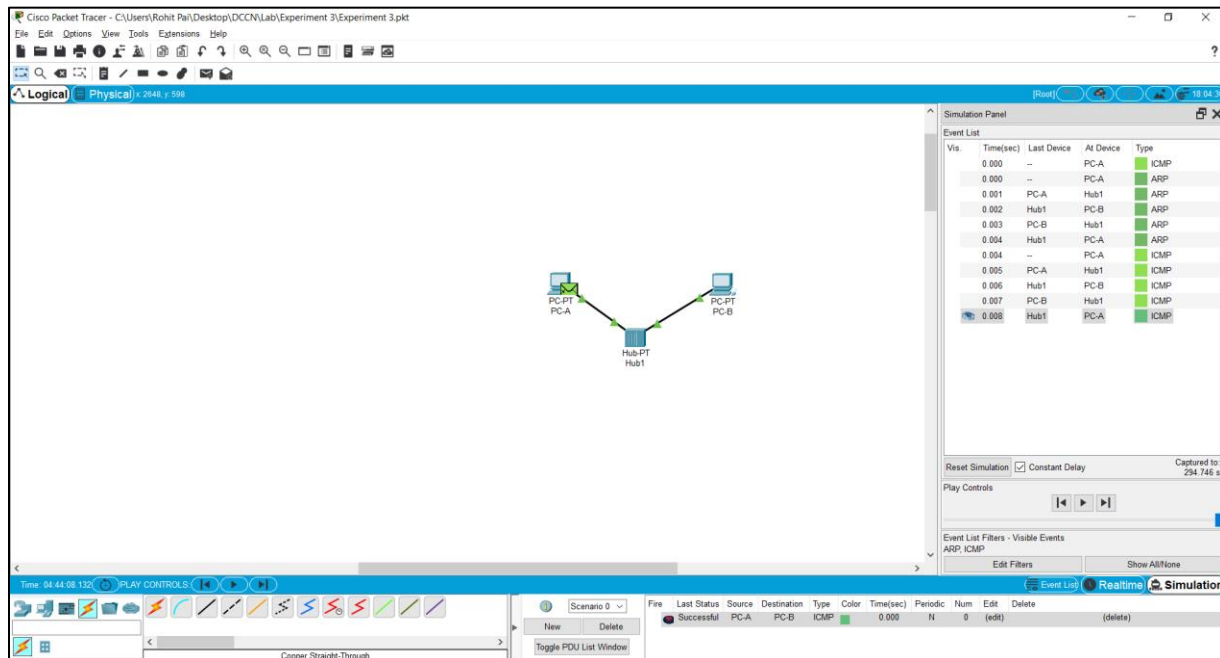 Cisco Packet Tracer - C:\Users\Rohit Pai\Desktop\DCCN\Lab\Experiment 3\Experiment 3.pkt
File Edit Options View Tools Extensions Help
?
Logical Physical x: 2648, y: 598 [Root] 18:04:3
Simulation Panel
Event List
Vis. Time(sec) Last Device At Device Type
0.000 -- PC-A ICMP
0.000 -- PC-A ARP
0.001 PC-A Hub1 ARP
0.002 Hub1 PC-B ARP
0.003 PC-B Hub1 ARP
0.004 Hub1 PC-A ARP
0.004 -- PC-A ICMP
0.005 PC-A Hub1 ICMP
0.006 Hub1 PC-B ICMP
0.007 PC-B Hub1 ICMP
0.008 Hub1 PC-A ICMP
PC-PT
PC-A
PC-PT
PC-B
Hub-PT
Hub1
Reset Simulation Constant Delay Captured to:
294.746 s
Play Controls
Event List Filters - Visible Events
ARP, ICMP
Edit Filters Show All/None
Time: 04:44:08.132 PLAY CONTROLS: Event List Realtime Simulation
Scenario 0
New Delete
Toggle PDU List Window
Fire Last Status Source Destination Type Color Time(sec) Periodic Num Edit Delete
Successful PC-A PC-B ICMP 0.000 N 0 (edit) (delete)
Copper Straight-Through